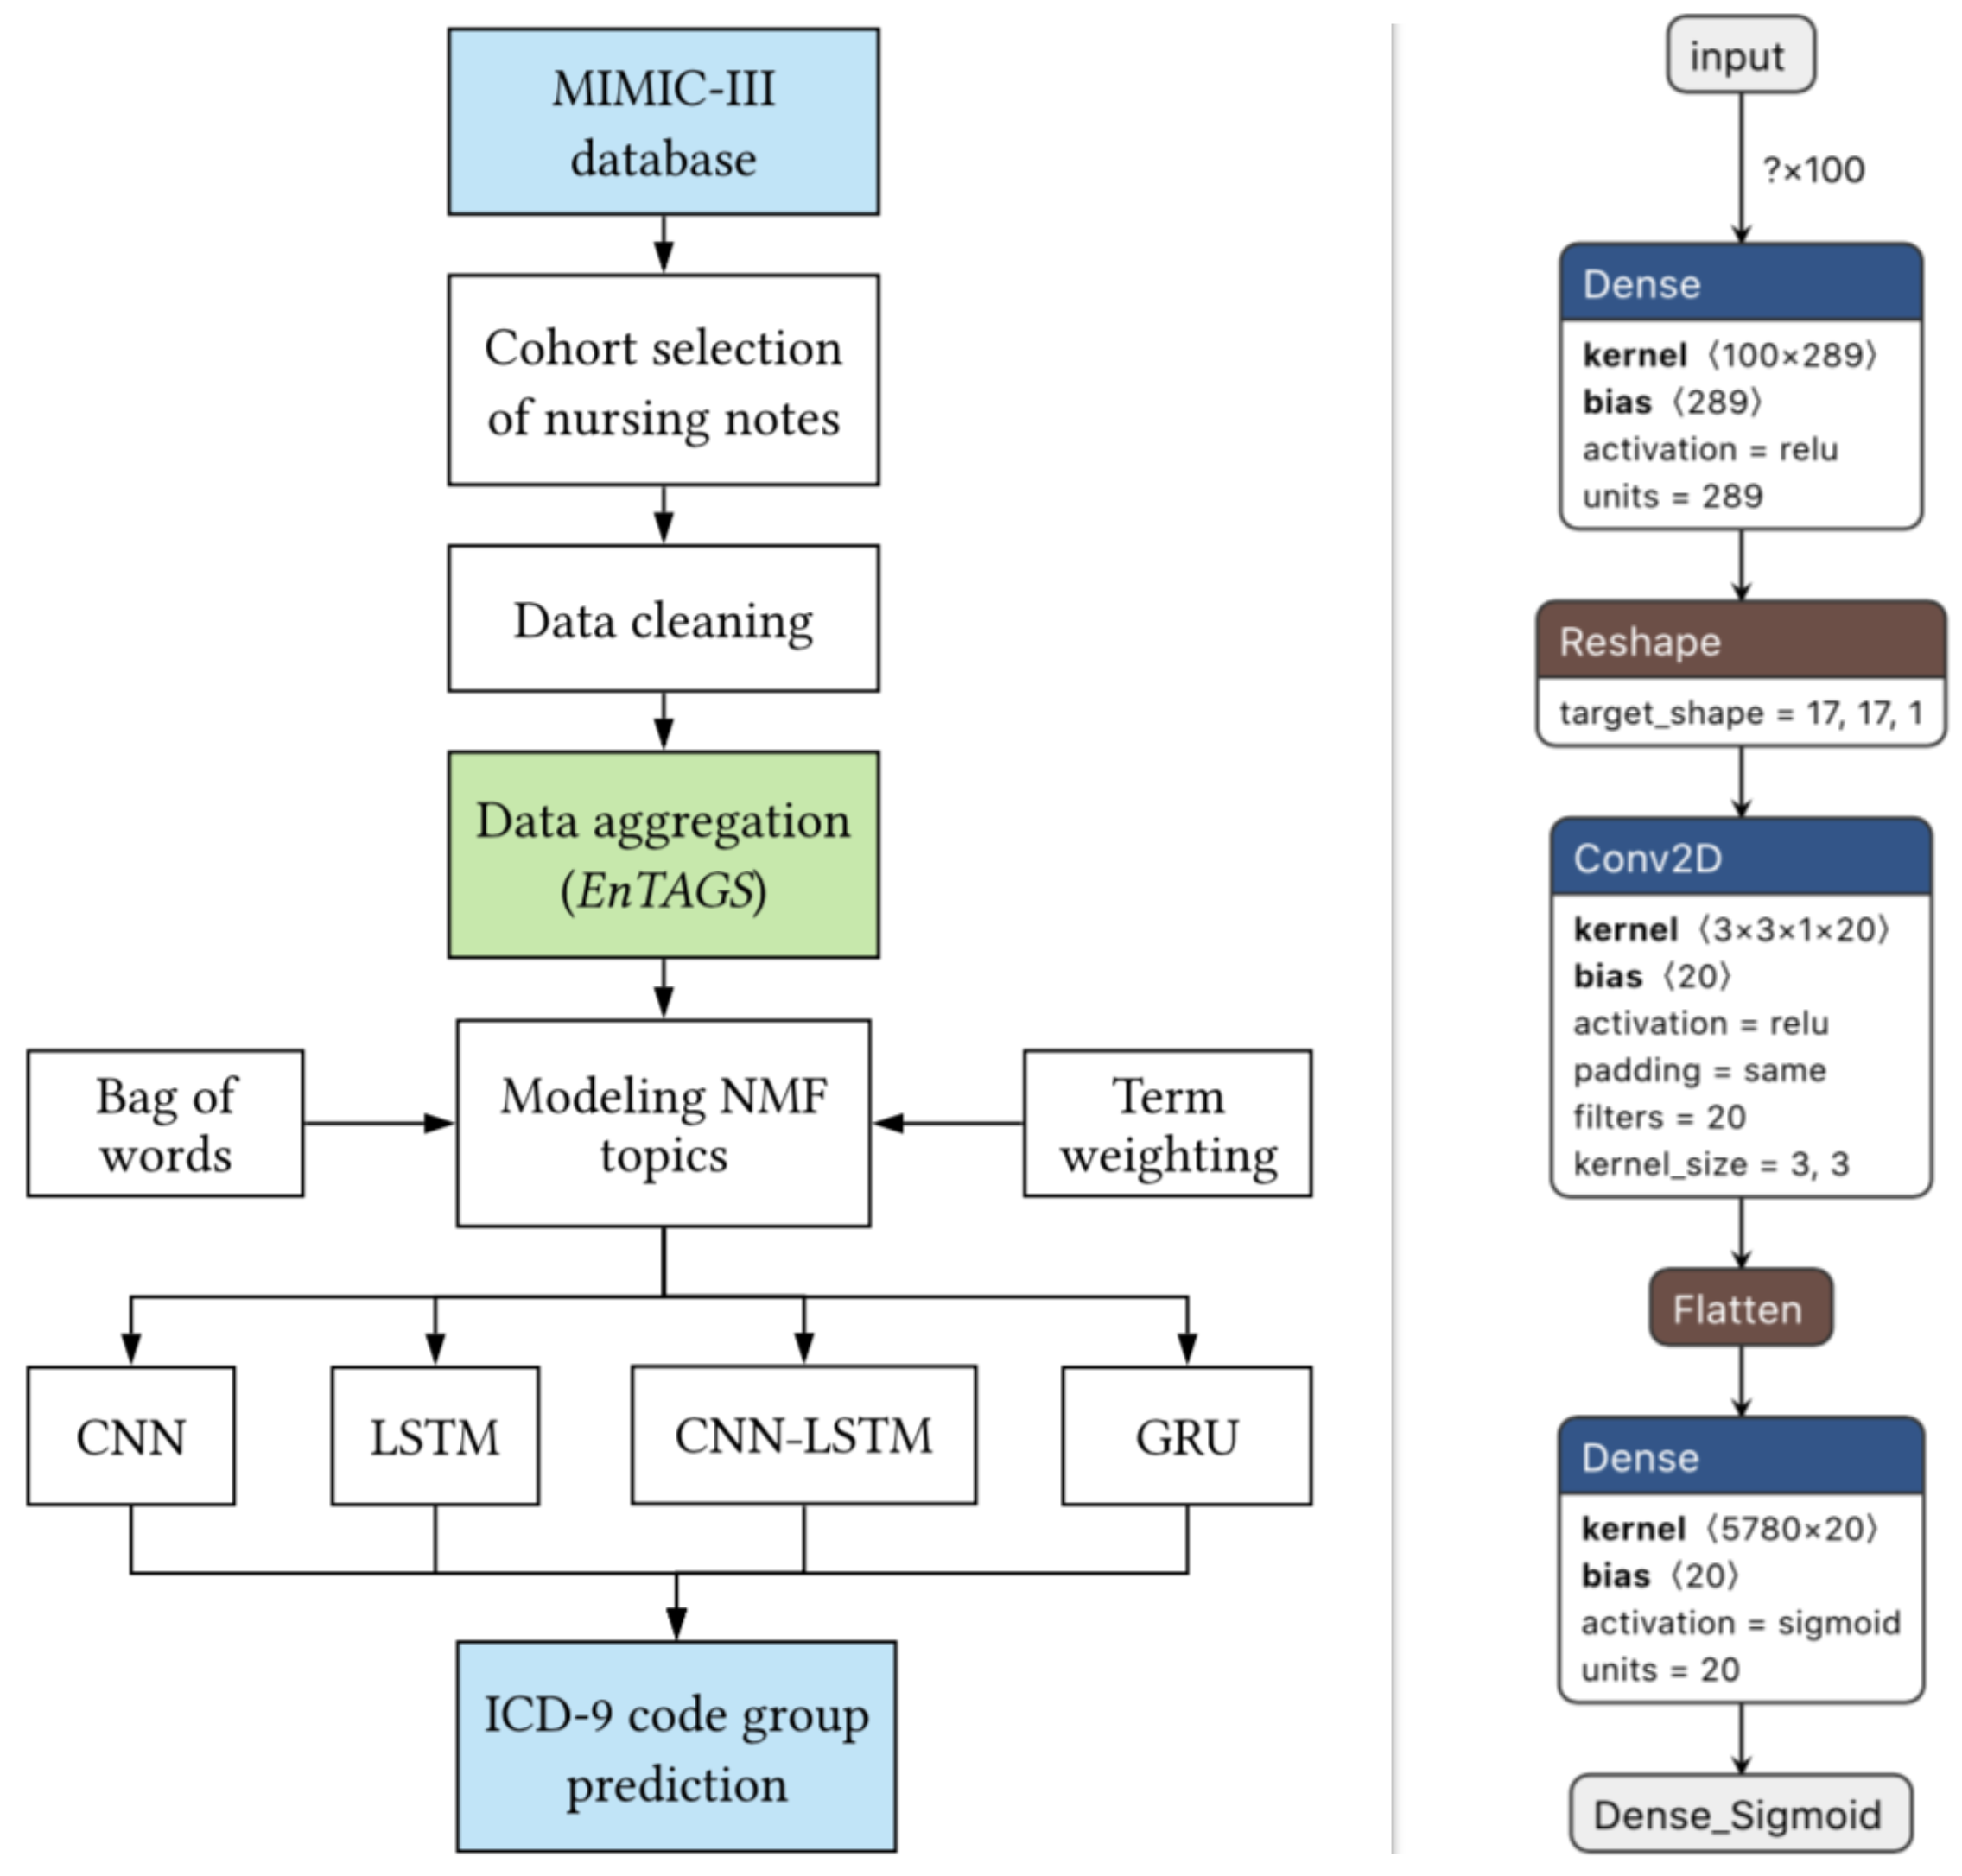 MIMIC-III
database
Cohort selection
of nursing notes
Data cleaning
Data aggregation
(EnTAGS)
Bag of
words
Modeling NMF
topics
Term
weighting
CNN
LSTM
CNN-LSTM
GRU
ICD-9 code group
prediction
input
?×100
Dense
kernel ⟨100×289⟩
bias ⟨289⟩
activation = relu
units = 289
Reshape
target_shape = 17, 17, 1
Conv2D
kernel ⟨3×3×1×20⟩
bias ⟨20⟩
activation = relu
padding = same
filters = 20
kernel_size = 3, 3
Flatten
Dense
kernel ⟨5780×20⟩
bias ⟨20⟩
activation = sigmoid
units = 20
Dense_Sigmoid